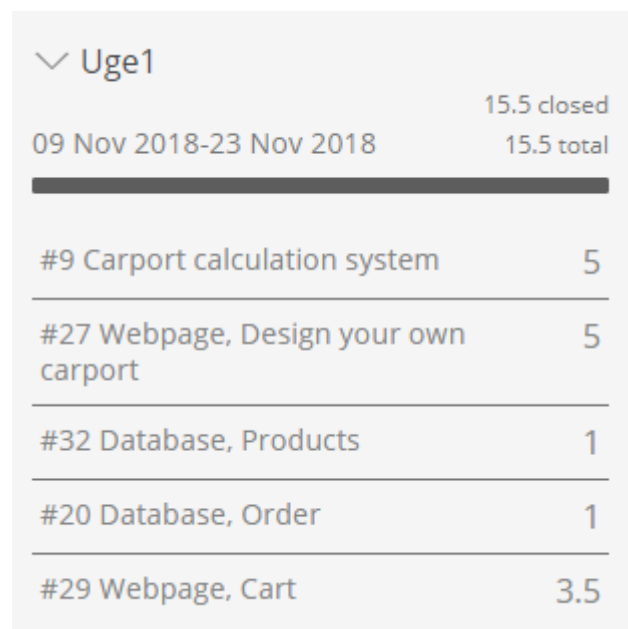 Uge1
15.5 closed
09 Nov 2018-23 Nov 2018 15.5 total
#9 Carport calculation system 5
#27 Webpage, Design your own 5
carport
#32 Database, Products 1
#20 Database, Order 1
#29 Webpage, Cart 3.5